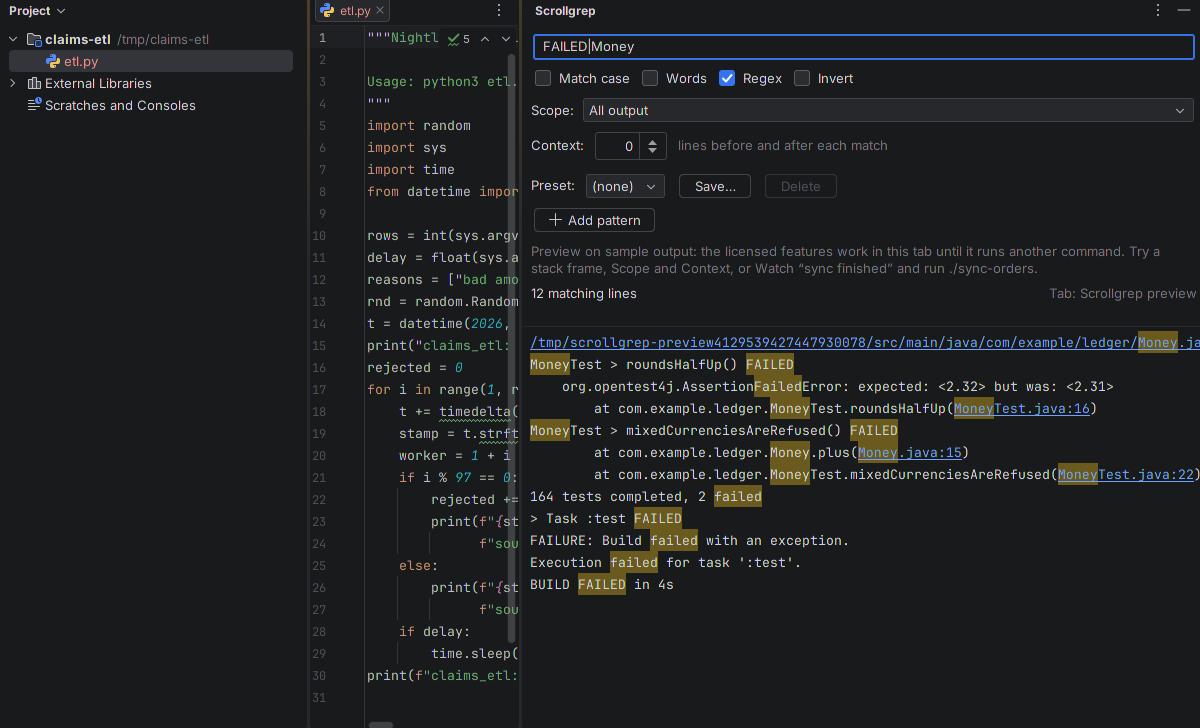 Project
claims-etl /tmp/claims-etl
etl.py
External Libraries
Scratches and Consoles
etl.py
5
1 """Nightl
2
3 Usage: python3 etl.
4 """
5 import random
6 import sys
7 import time
8 from datetime impor
9
10 rows = int(sys.argv
11 delay = float(sys.a
12 reasons = ["bad amo
13 rnd = random.Random
14 t = datetime(2026,
15 print("claims_etl:
16 rejected = 0
17 for i in range(1, r
18 t += timedelta(
19 stamp = t.strft
20 worker = 1 + i
21 if i % 97 == 0:
22 rejected +=
23 print(f"{st
24 f"sou
25 else:
26 print(f"{st
27 f"sou
28 if delay:
29 time.sleep(
30 print(f"claims_etl:
31
Scrollgrep
FAILED|Money
Match case Words Regex Invert
Scope: All output
Context: 0 lines before and after each match
Preset: (none) Save... Delete
Add pattern
Preview on sample output: the licensed features work in this tab until it runs another command. Try a
stack frame, Scope and Context, or Watch “sync finished” and run ./sync-orders.
12 matching lines Tab: Scrollgrep preview
/tmp/scrollgrep-preview4129539427447930078/src/main/java/com/example/ledger/Money.ja
MoneyTest > roundsHalfUp() FAILED
org.opentest4j.AssertionFailedError: expected: <2.32> but was: <2.31>
at com.example.ledger.MoneyTest.roundsHalfUp(MoneyTest.java:16)
MoneyTest > mixedCurrenciesAreRefused() FAILED
at com.example.ledger.Money.plus(Money.java:15)
at com.example.ledger.MoneyTest.mixedCurrenciesAreRefused(MoneyTest.java:22)
164 tests completed, 2 failed
> Task :test FAILED
FAILURE: Build failed with an exception.
Execution failed for task ':test'.
BUILD FAILED in 4s